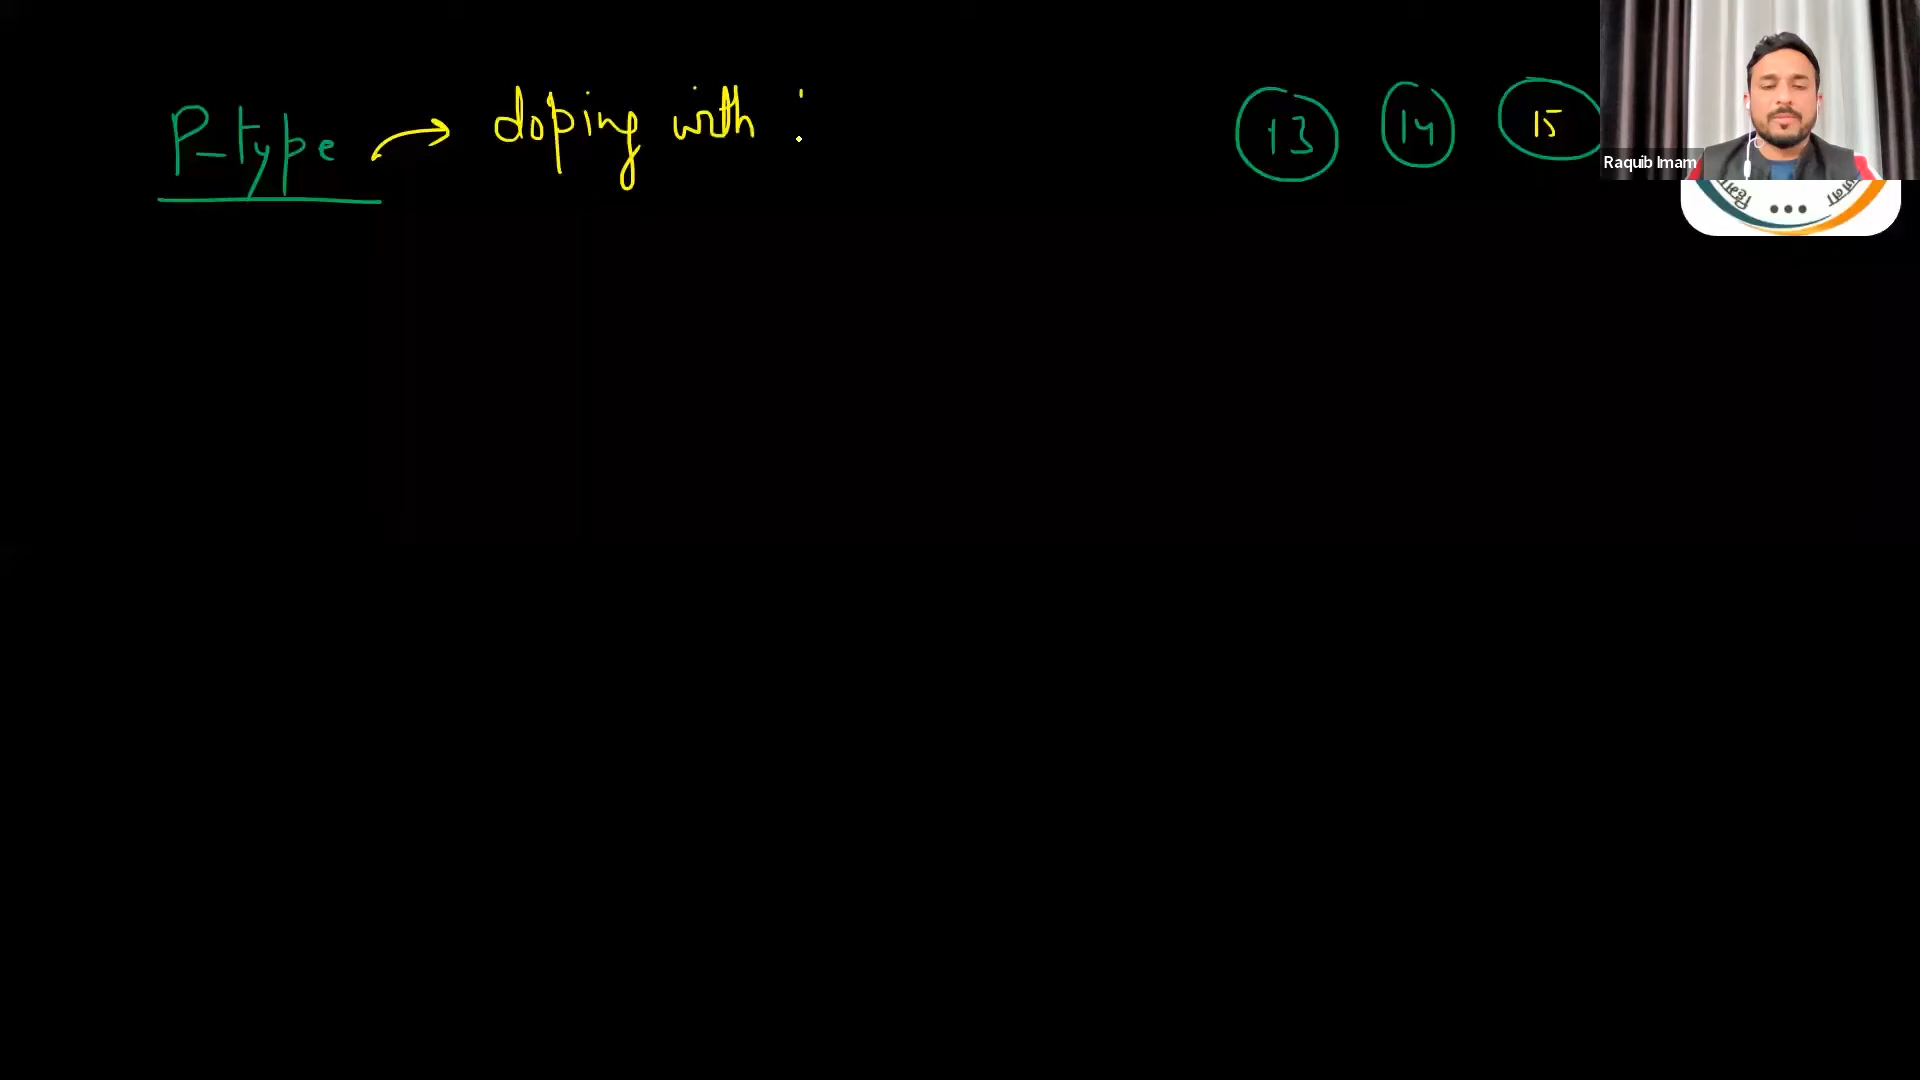 P-type → doping with :
13 14 15
Raquib Imam